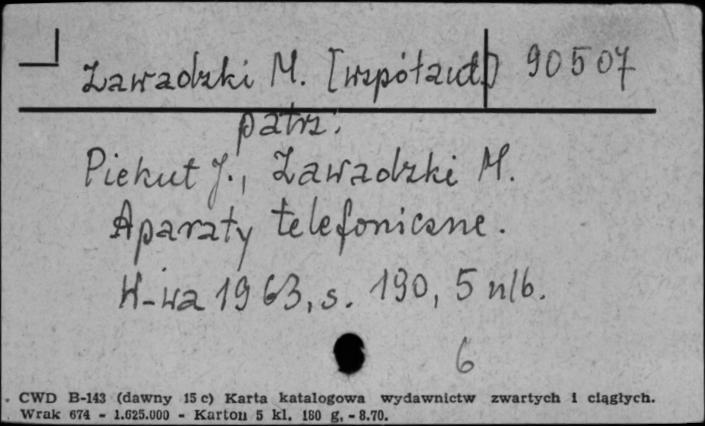 Zawadzki M. [współaut.] 90507
patrz:
Piekut J., Zawadzki M.
Aparaty telefoniczne.
W-wa 1963, s. 190, 5 nlb.
6
CWD B-143 (dawny 15 c) Karta katalogowa wydawnictw zwartych i ciągłych.
Wrak 674 - 1.625.000 - Karton 5 kl. 180 g. - 8.70.